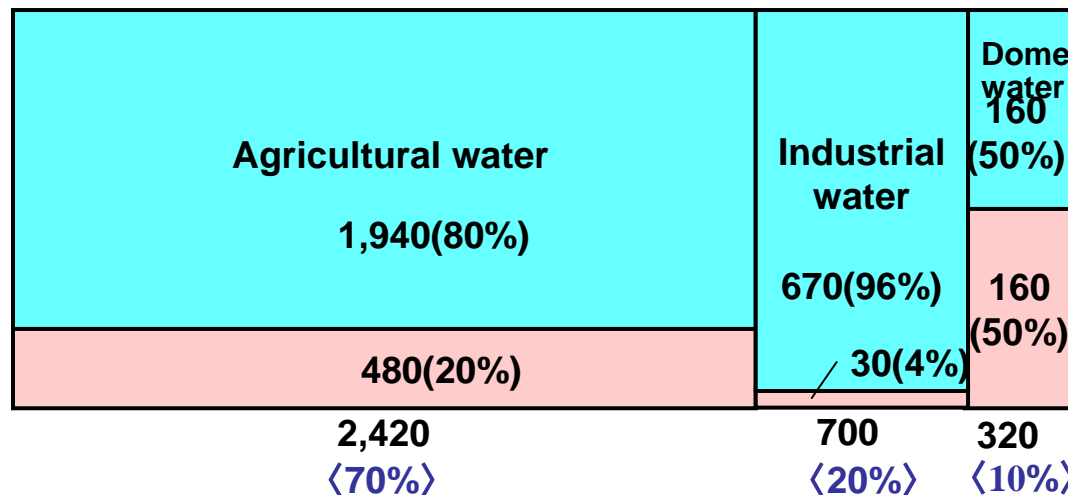 Agricultural water
1,940(80%)
480(20%)
2,420
〈70%〉
Industrial
water
670(96%)
30(4%)
700
〈20%〉
Dome
water
160
(50%)
160
(50%)
320
〈10%〉